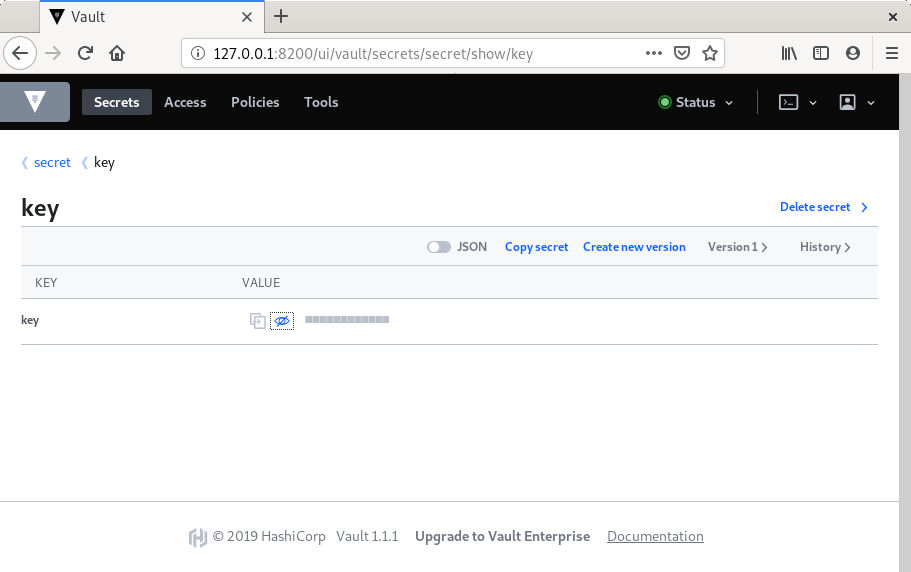 Vault
127.0.0.1:8200/ui/vault/secrets/secret/show/key
Secrets Access Policies Tools Status
secret key
key
Delete secret
JSON Copy secret Create new version Version 1 History
KEY VALUE
key
© 2019 HashiCorp Vault 1.1.1 Upgrade to Vault Enterprise Documentation